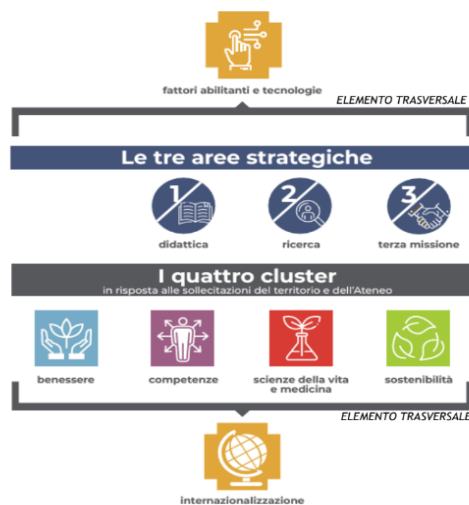 fattori abilitanti e tecnologie
ELEMENTO TRASVERSALE
Le tre aree strategiche
1
2
3
didattica
ricerca
terza missione
I quattro cluster
in risposta alle sollecitazioni del territorio e dell'Ateneo
benessere
competenze
scienze della vita
e medicina
sostenibilità
ELEMENTO TRASVERSALE
internazionalizzazione